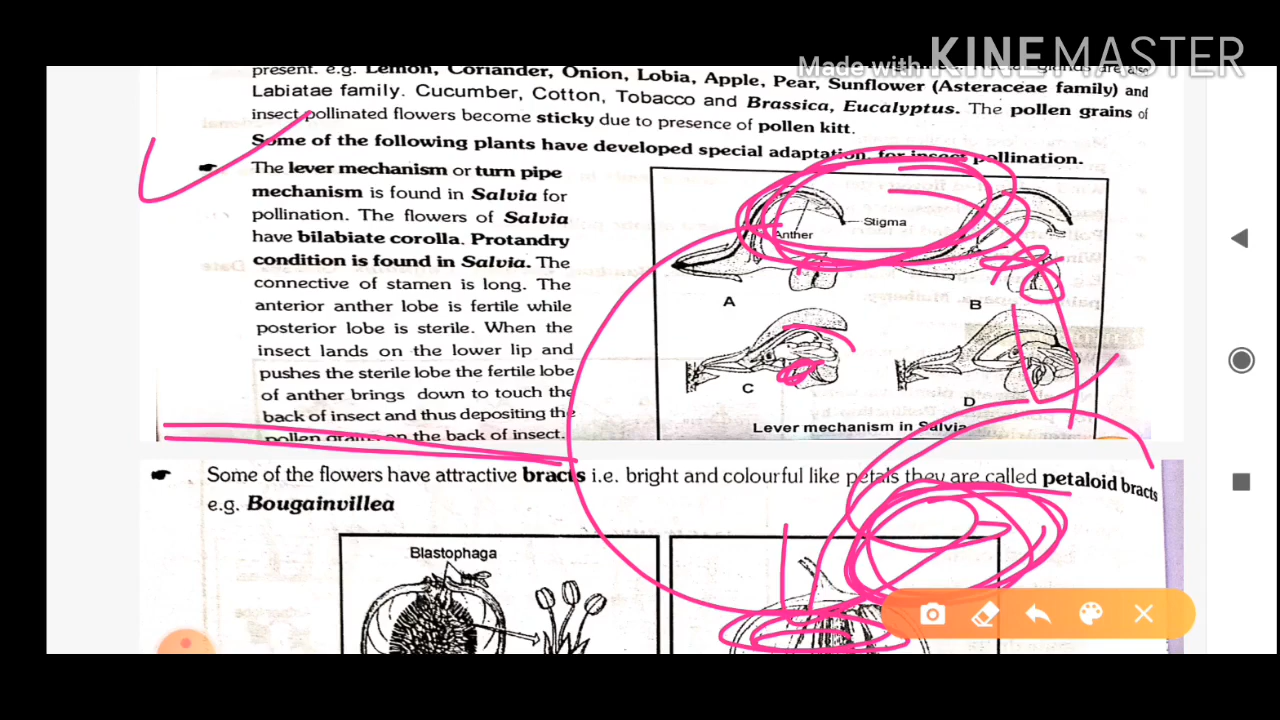 Made with KINEMASTER
present. e.g. Lemon, Coriander, Onion, Lobia, Apple, Pear, Sunflower (Asteraceae family) and
Labiatae family. Cucumber, Cotton, Tobacco and Brassica, Eucalyptus. The pollen grains of
insect pollinated flowers become sticky due to presence of pollen kitt.
Some of the following plants have developed special adaptation for insect pollination.
The lever mechanism or turn pipe
mechanism is found in Salvia for
pollination. The flowers of Salvia
have bilabiate corolla. Protandry
condition is found in Salvia. The
connective of stamen is long. The
anterior anther lobe is fertile while
posterior lobe is sterile. When the
insect lands on the lower lip and
pushes the sterile lobe the fertile lobe
of anther brings down to touch the
back of insect and thus depositing the
pollen grains on the back of insect.
Anther
Stigma
A
B
C
D
Lever mechanism in Salvia
Some of the flowers have attractive bracts i.e. bright and colourful like petals they are called petaloid bracts
e.g. Bougainvillea
Blastophaga